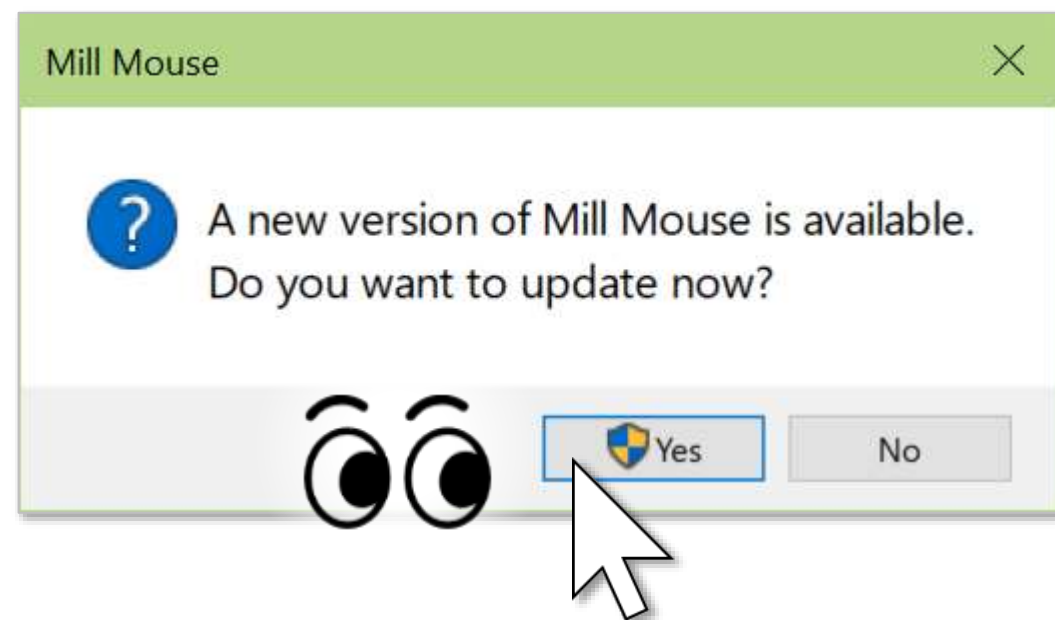 Mill Mouse
A new version of Mill Mouse is available.
Do you want to update now?
Yes
No